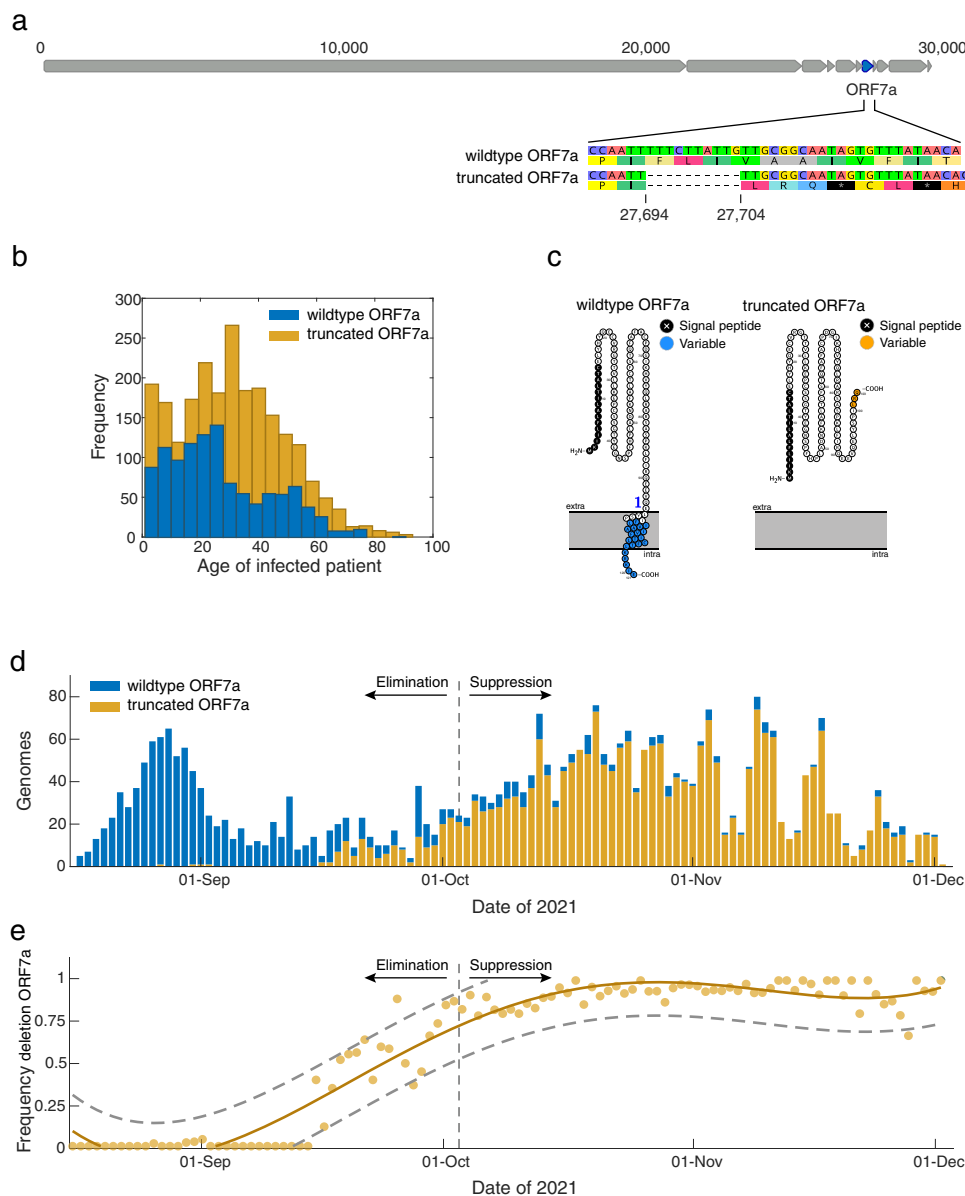 a
0 10,000 20,000 30,000
ORF7a
CCAATTTTTCTTATTGTTGCGGCAATAGTGTTTATAACA
wildtype ORF7a
P I F L I V A A I V F I T
truncated ORF7a
CCAATT TTGCGGCAATAGTGTTTATAACAC
P I L R Q * C L * H
27,694 27,704
b
Frequency
300
250
200
150
100
50
0
wildtype ORF7a
truncated ORF7a
0 20 40 60 80 100
Age of infected patient
c
wildtype ORF7a
Signal peptide
Variable
H₂N-
1
extra
intra
-COOH
truncated ORF7a
Signal peptide
Variable
-COOH
H₂N-
extra
intra
d
wildtype ORF7a
truncated ORF7a
Elimination Suppression
Genomes
80
60
40
20
0
01-Sep 01-Oct 01-Nov 01-Dec
Date of 2021
e
Elimination Suppression
Frequency deletion ORF7a
1
0.75
0.5
0.25
0
01-Sep 01-Oct 01-Nov 01-Dec
Date of 2021